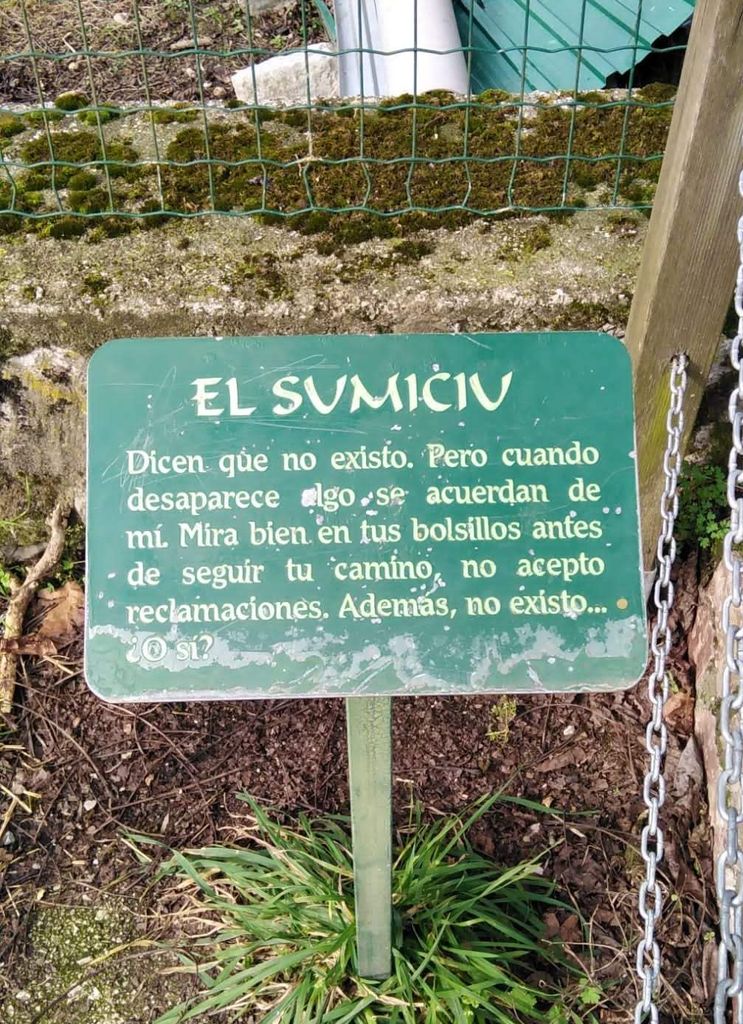 EL SUMICIU
Dicen que no existo. Pero cuando
desaparece algo se acuerdan de
mí. Mira bien en tus bolsillos antes
de seguir tu camino, no acepto
reclamaciones. Además, no existo...
¿O sí?